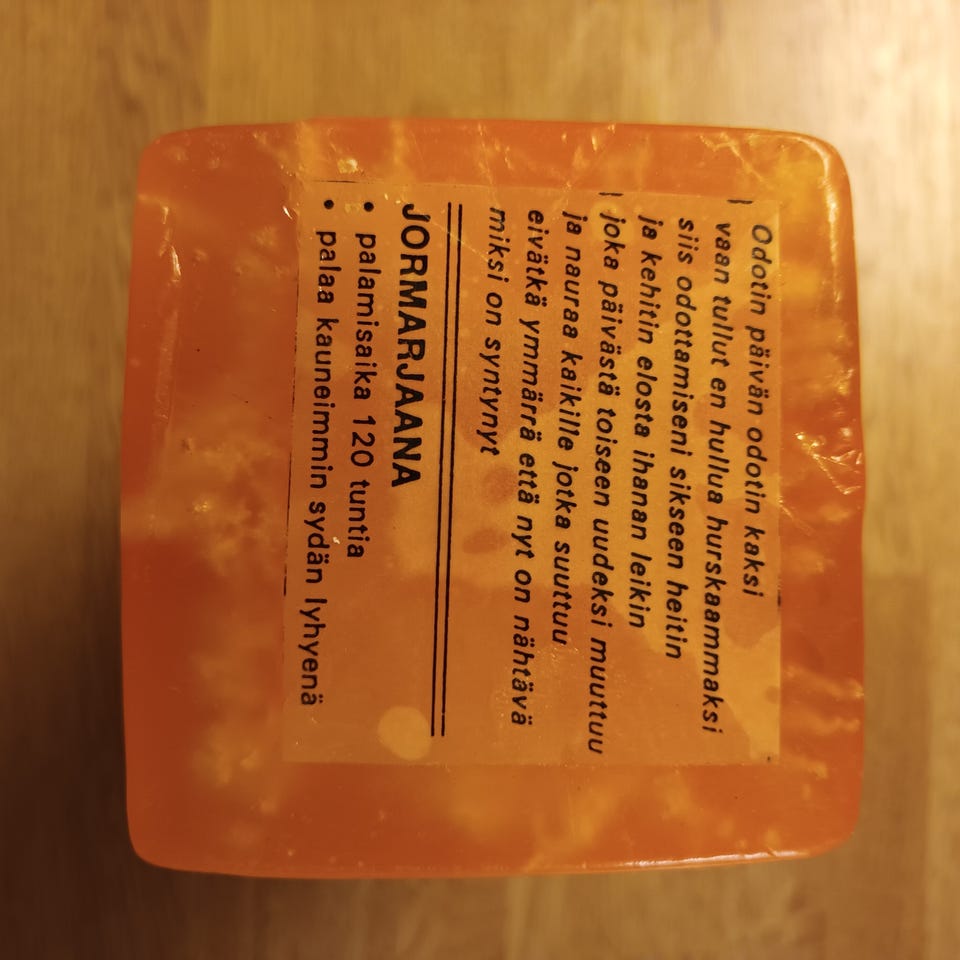 Odotin päivän odotin kaksi
vaan tullut en hullua hurskaammaksi
siis odottamiseni sikseen heitin
ja kehitin elosta ihanan leikin
joka päivästä toiseen uudeksi muuttuu
ja nauraa kaikille jotka suuttuu
eivätkä ymmärrä että nyt on nähtävä
miksi on syntynyt
JORMARJAANA
• palamisaika 120 tuntia
• palaa kauneimmin sydän lyhyenä